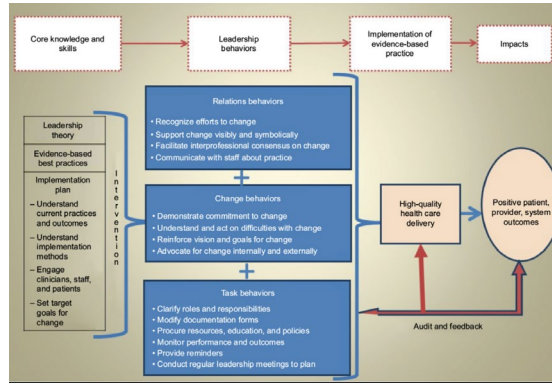 Core knowledge and
skills
Leadership
behaviors
Implementation of
evidence-based
practice
Impacts
Leadership
theory
Evidence-based
best practices
Implementation
plan
– Understand
current practices
and outcomes
– Understand
implementation
methods
– Engage
clinicians, staff,
and patients
– Set target
goals for
change
Intervention
Relations behaviors
• Recognize efforts to change
• Support change visibly and symbolically
• Facilitate interprofessional consensus on change
• Communicate with staff about practice
+
Change behaviors
• Demonstrate commitment to change
• Understand and act on difficulties with change
• Reinforce vision and goals for change
• Advocate for change internally and externally
+
Task behaviors
• Clarify roles and responsibilities
• Modify documentation forms
• Procure resources, education, and policies
• Monitor performance and outcomes
• Provide reminders
• Conduct regular leadership meetings to plan
High-quality
health care
delivery
Positive patient,
provider, system
outcomes
Audit and feedback